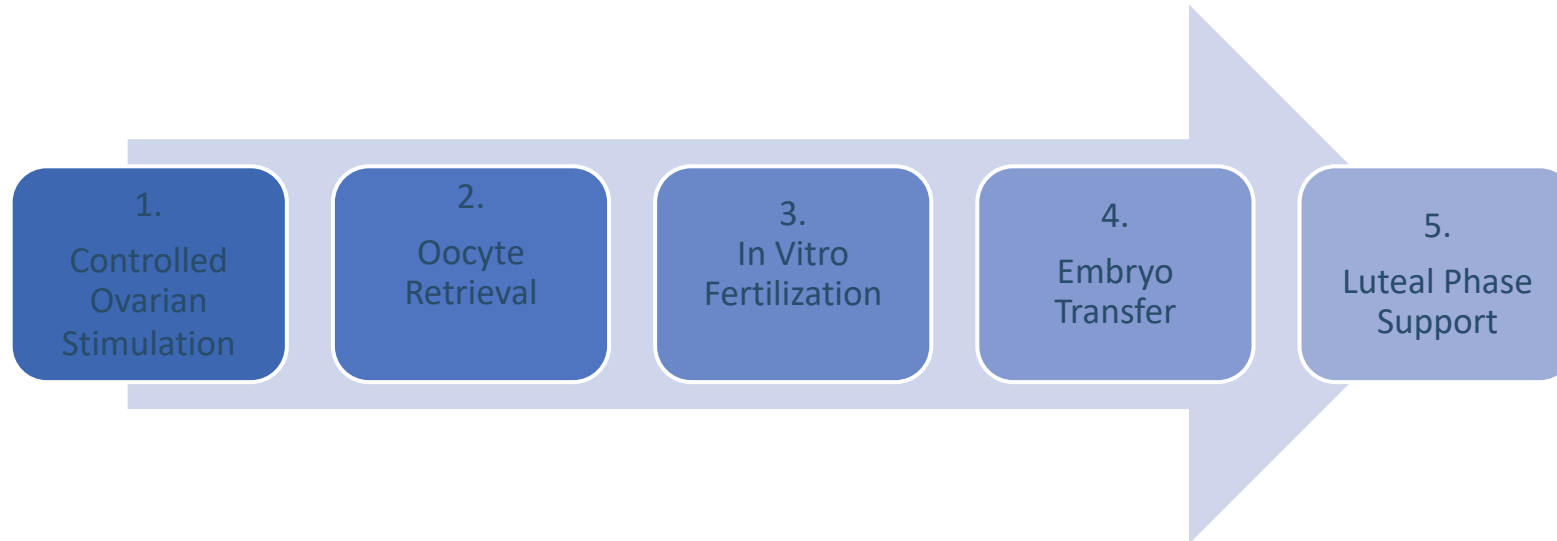 1.
Controlled
Ovarian
Stimulation
2.
Oocyte
Retrieval
3.
In Vitro
Fertilization
4.
Embryo
Transfer
5.
Luteal Phase
Support